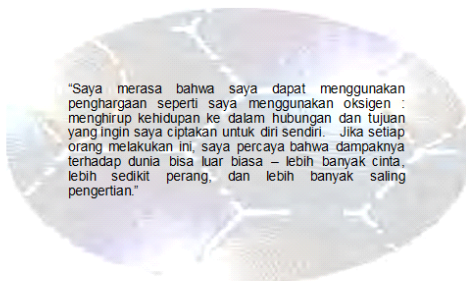 "Saya merasa bahwa saya dapat menggunakan
penghargaan seperti saya menggunakan oksigen :
menghirup kehidupan ke dalam hubungan dan tujuan
yang ingin saya ciptakan untuk diri sendiri. Jika setiap
orang melakukan ini, saya percaya bahwa dampaknya
terhadap dunia bisa luar biasa – lebih banyak cinta,
lebih sedikit perang, dan lebih banyak saling
pengertian."